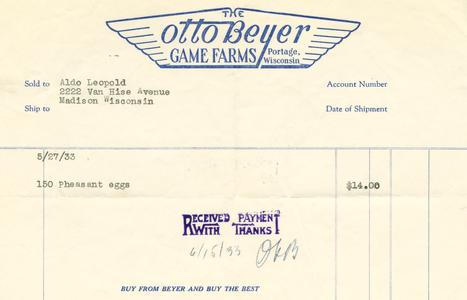 THE
Otto Beyer
GAME FARMS
Portage,
Wisconsin
Sold to Aldo Leopold
2222 Van Hise Avenue
Ship to Madison Wisconsin
Account Number
Date of Shipment
5/27/33
150 Pheasant eggs $14.00
RECEIVED PAYMENT
WITH THANKS
6/15/33 OHB
BUY FROM BEYER AND BUY THE BEST